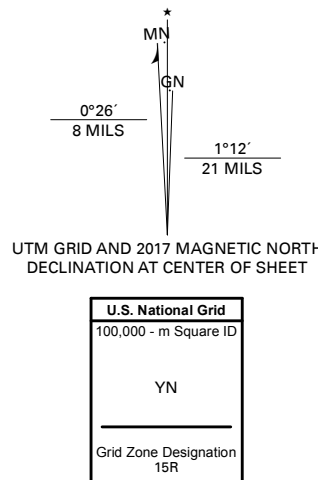 ★
MN
GN
0°26´
8 MILS
1°12´
21 MILS
UTM GRID AND 2017 MAGNETIC NORTH
DECLINATION AT CENTER OF SHEET
U.S. National Grid
100,000 - m Square ID
YN
Grid Zone Designation
15R